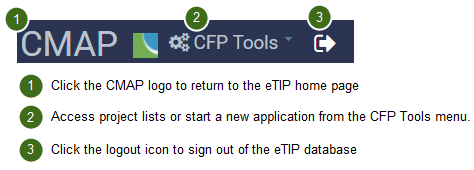 1 2 3
CMAP CFP Tools
1 Click the CMAP logo to return to the eTIP home page
2 Access project lists or start a new application from the CFP Tools menu.
3 Click the logout icon to sign out of the eTIP database